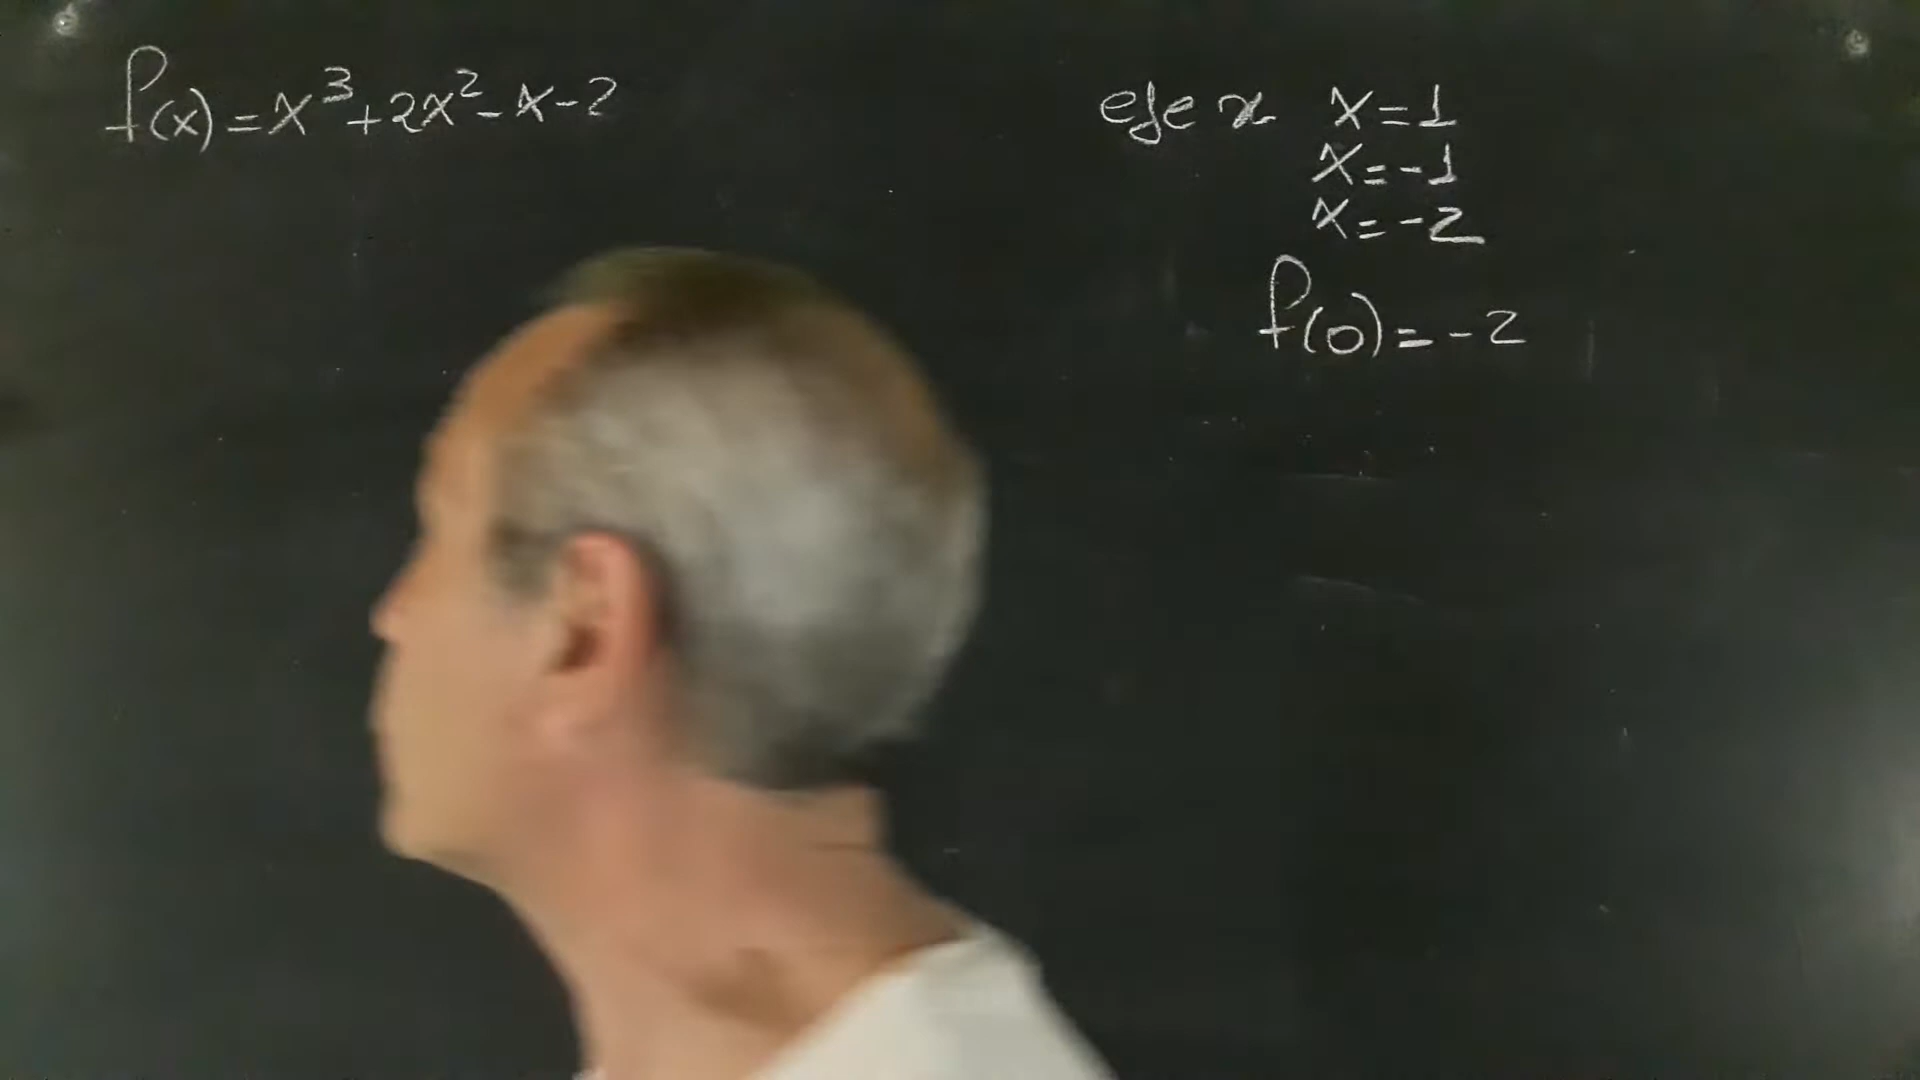 f(x)=x³+2x²-x-2
eje x x=1
x=-1
x=-2
f(0)=-2